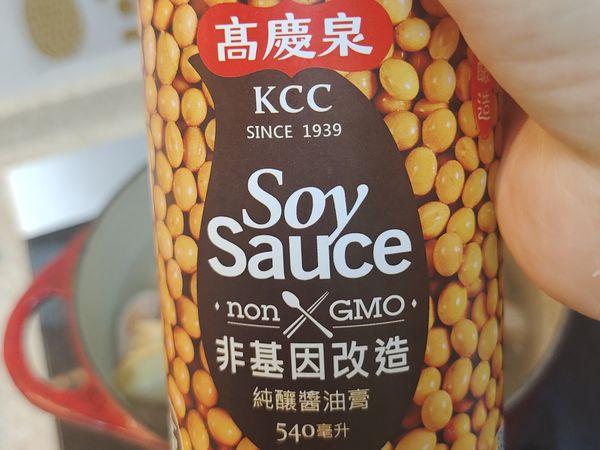 高慶泉
KCC
SINCE 1939
Soy
Sauce
non GMO
非基因改造
純釀醬油膏
540毫升